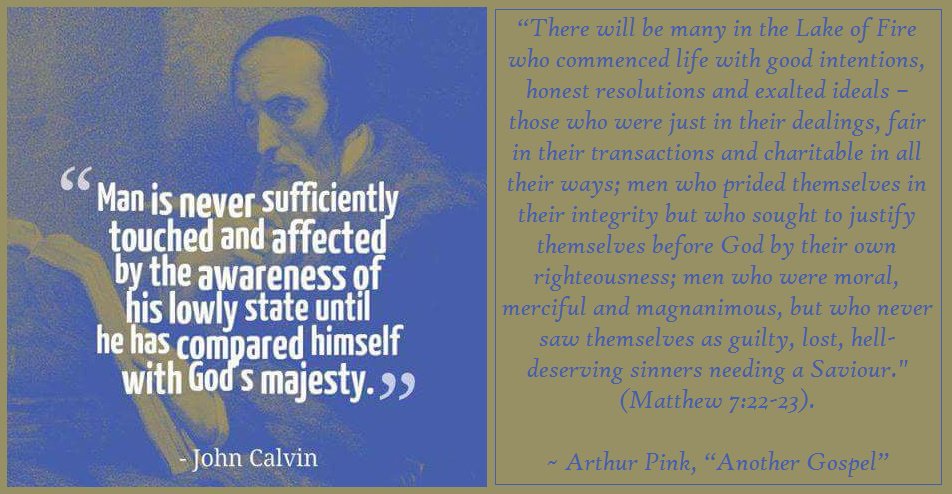 “
Man is never sufficiently
touched and affected
by the awareness of
his lowly state until
he has compared himself
with God's majesty.”
- John Calvin
“There will be many in the Lake of Fire
who commenced life with good intentions,
honest resolutions and exalted ideals –
those who were just in their dealings, fair
in their transactions and charitable in all
their ways; men who prided themselves in
their integrity but who sought to justify
themselves before God by their own
righteousness; men who were moral,
merciful and magnanimous, but who never
saw themselves as guilty, lost, hell-
deserving sinners needing a Saviour."
(Matthew 7:22-23).
~ Arthur Pink, “Another Gospel”